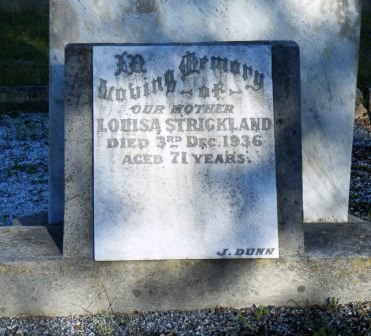 In
Loving Memory
- of -
OUR MOTHER
LOUISA STRICKLAND
DIED 3RD DEC. 1936
AGED 71 YEARS.
J. DUNN